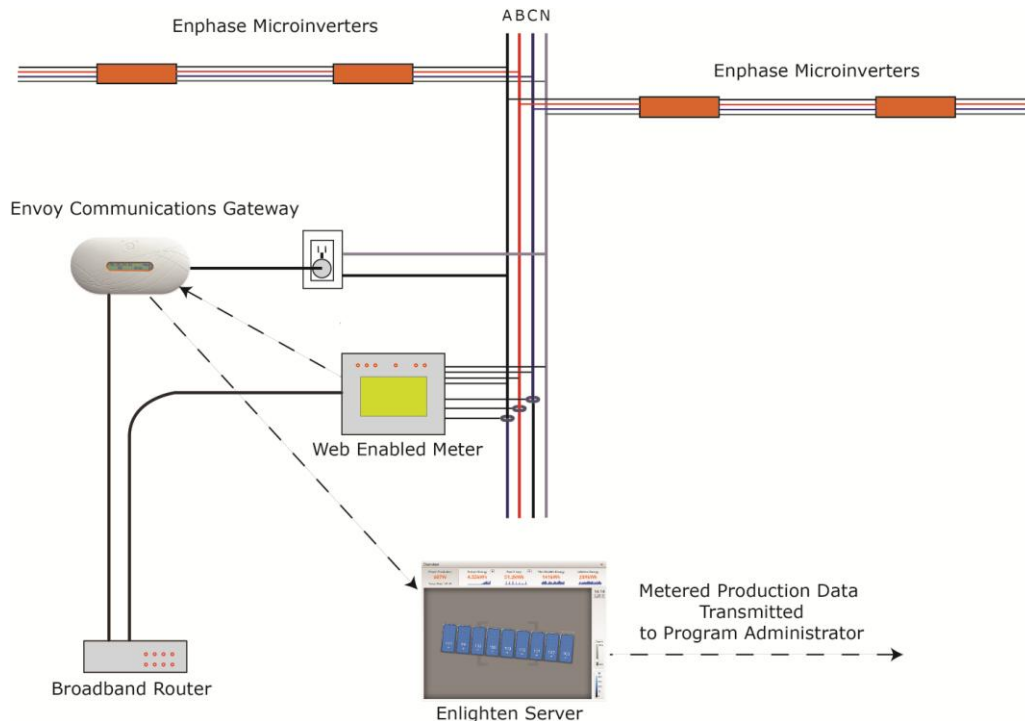 A B C N
Enphase Microinverters
Enphase Microinverters
Envoy Communications Gateway
Web Enabled Meter
Metered Production Data
Transmitted
to Program Administrator
Broadband Router
Enlighten Server